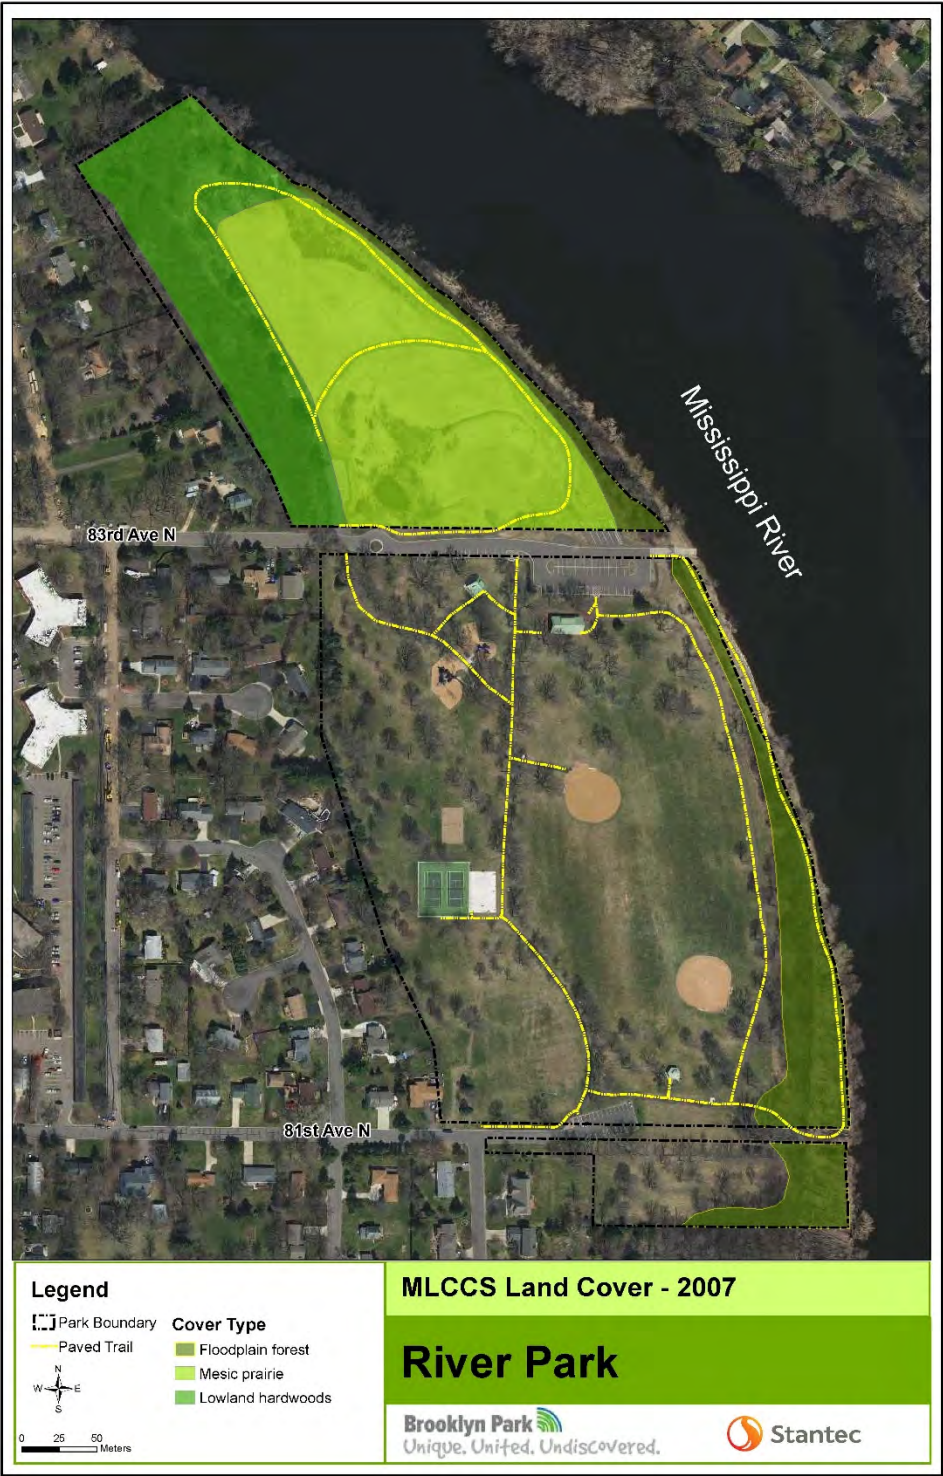 Mississippi River
83rd Ave N
81st Ave N
Legend
Park Boundary
Paved Trail
N
W E
S
0 25 50
Meters
Cover Type
Floodplain forest
Mesic prairie
Lowland hardwoods
MLCCS Land Cover - 2007
River Park
Brooklyn Park
Unique. United. Undiscovered.
Stantec